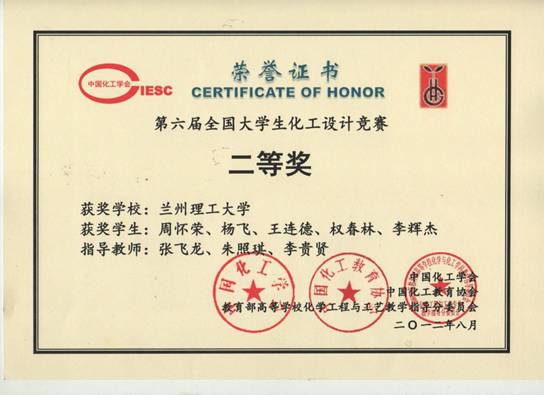 中国化工学会
CIESC
荣誉证书
CERTIFICATE OF HONOR
第六届全国大学生化工设计竞赛
二等奖
获奖学校：兰州理工大学
获奖学生：周怀荣、杨飞、王连德、权春林、李辉杰
指导教师：张飞龙、朱照琪、李贵贤
中国化工学会
中国化工教育协会
教育部高等学校化学工程与工艺教学指导分委员会
二〇一二年八月